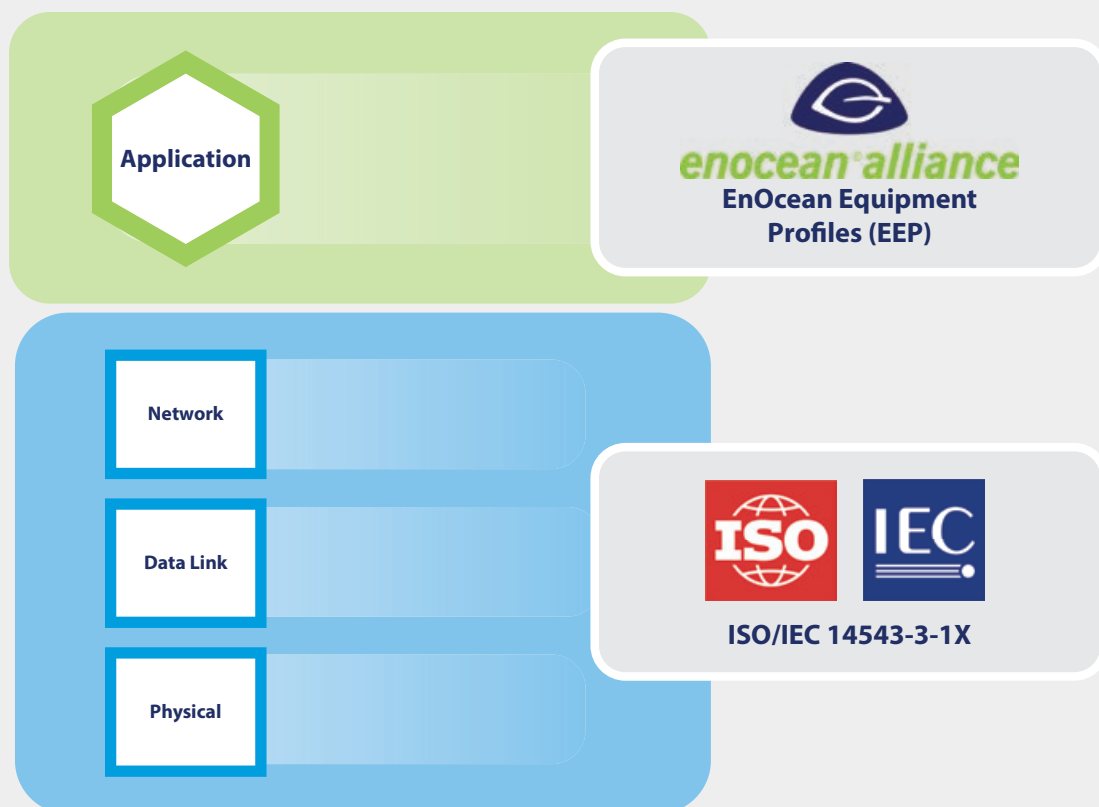 Application
enocean alliance
EnOcean Equipment
Profiles (EEP)
Network
Data Link
Physical
ISO
IEC
ISO/IEC 14543-3-1X